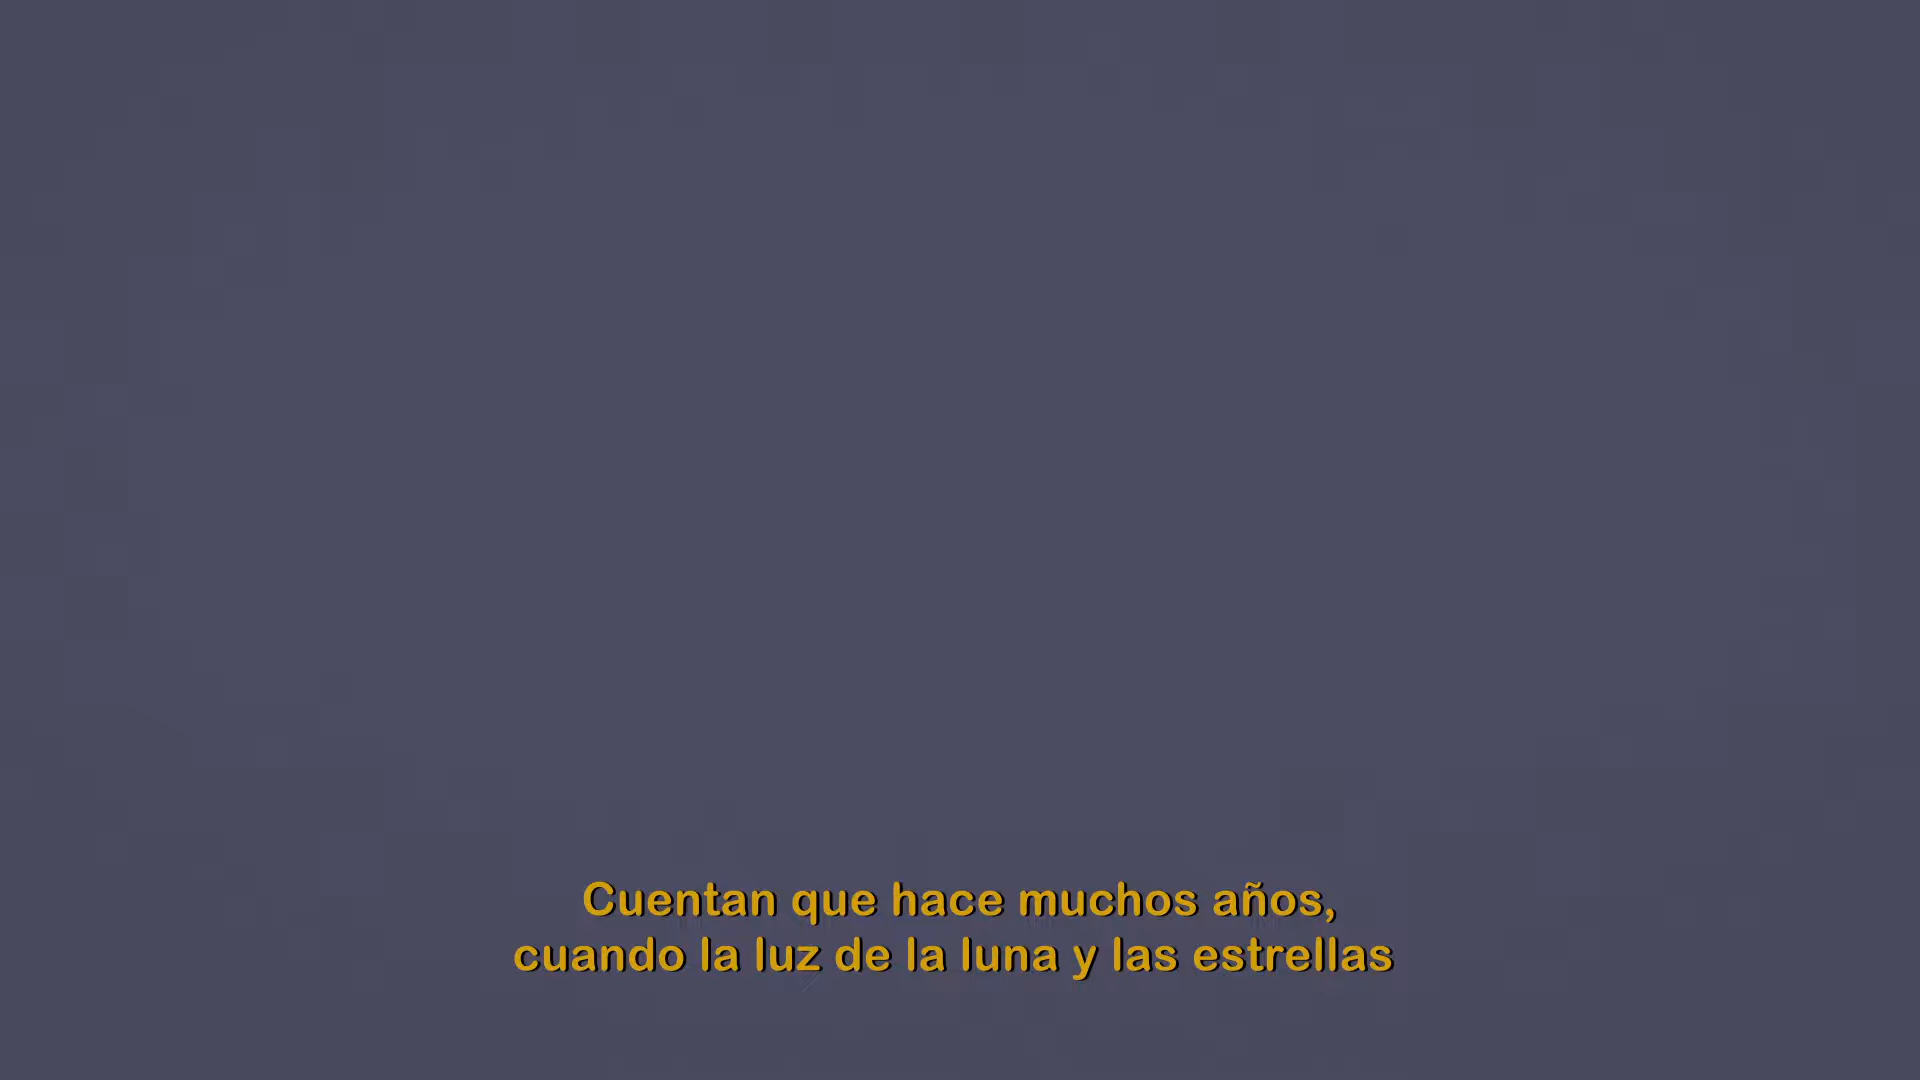 Cuentan que hace muchos años,
cuando la luz de la luna y las estrellas